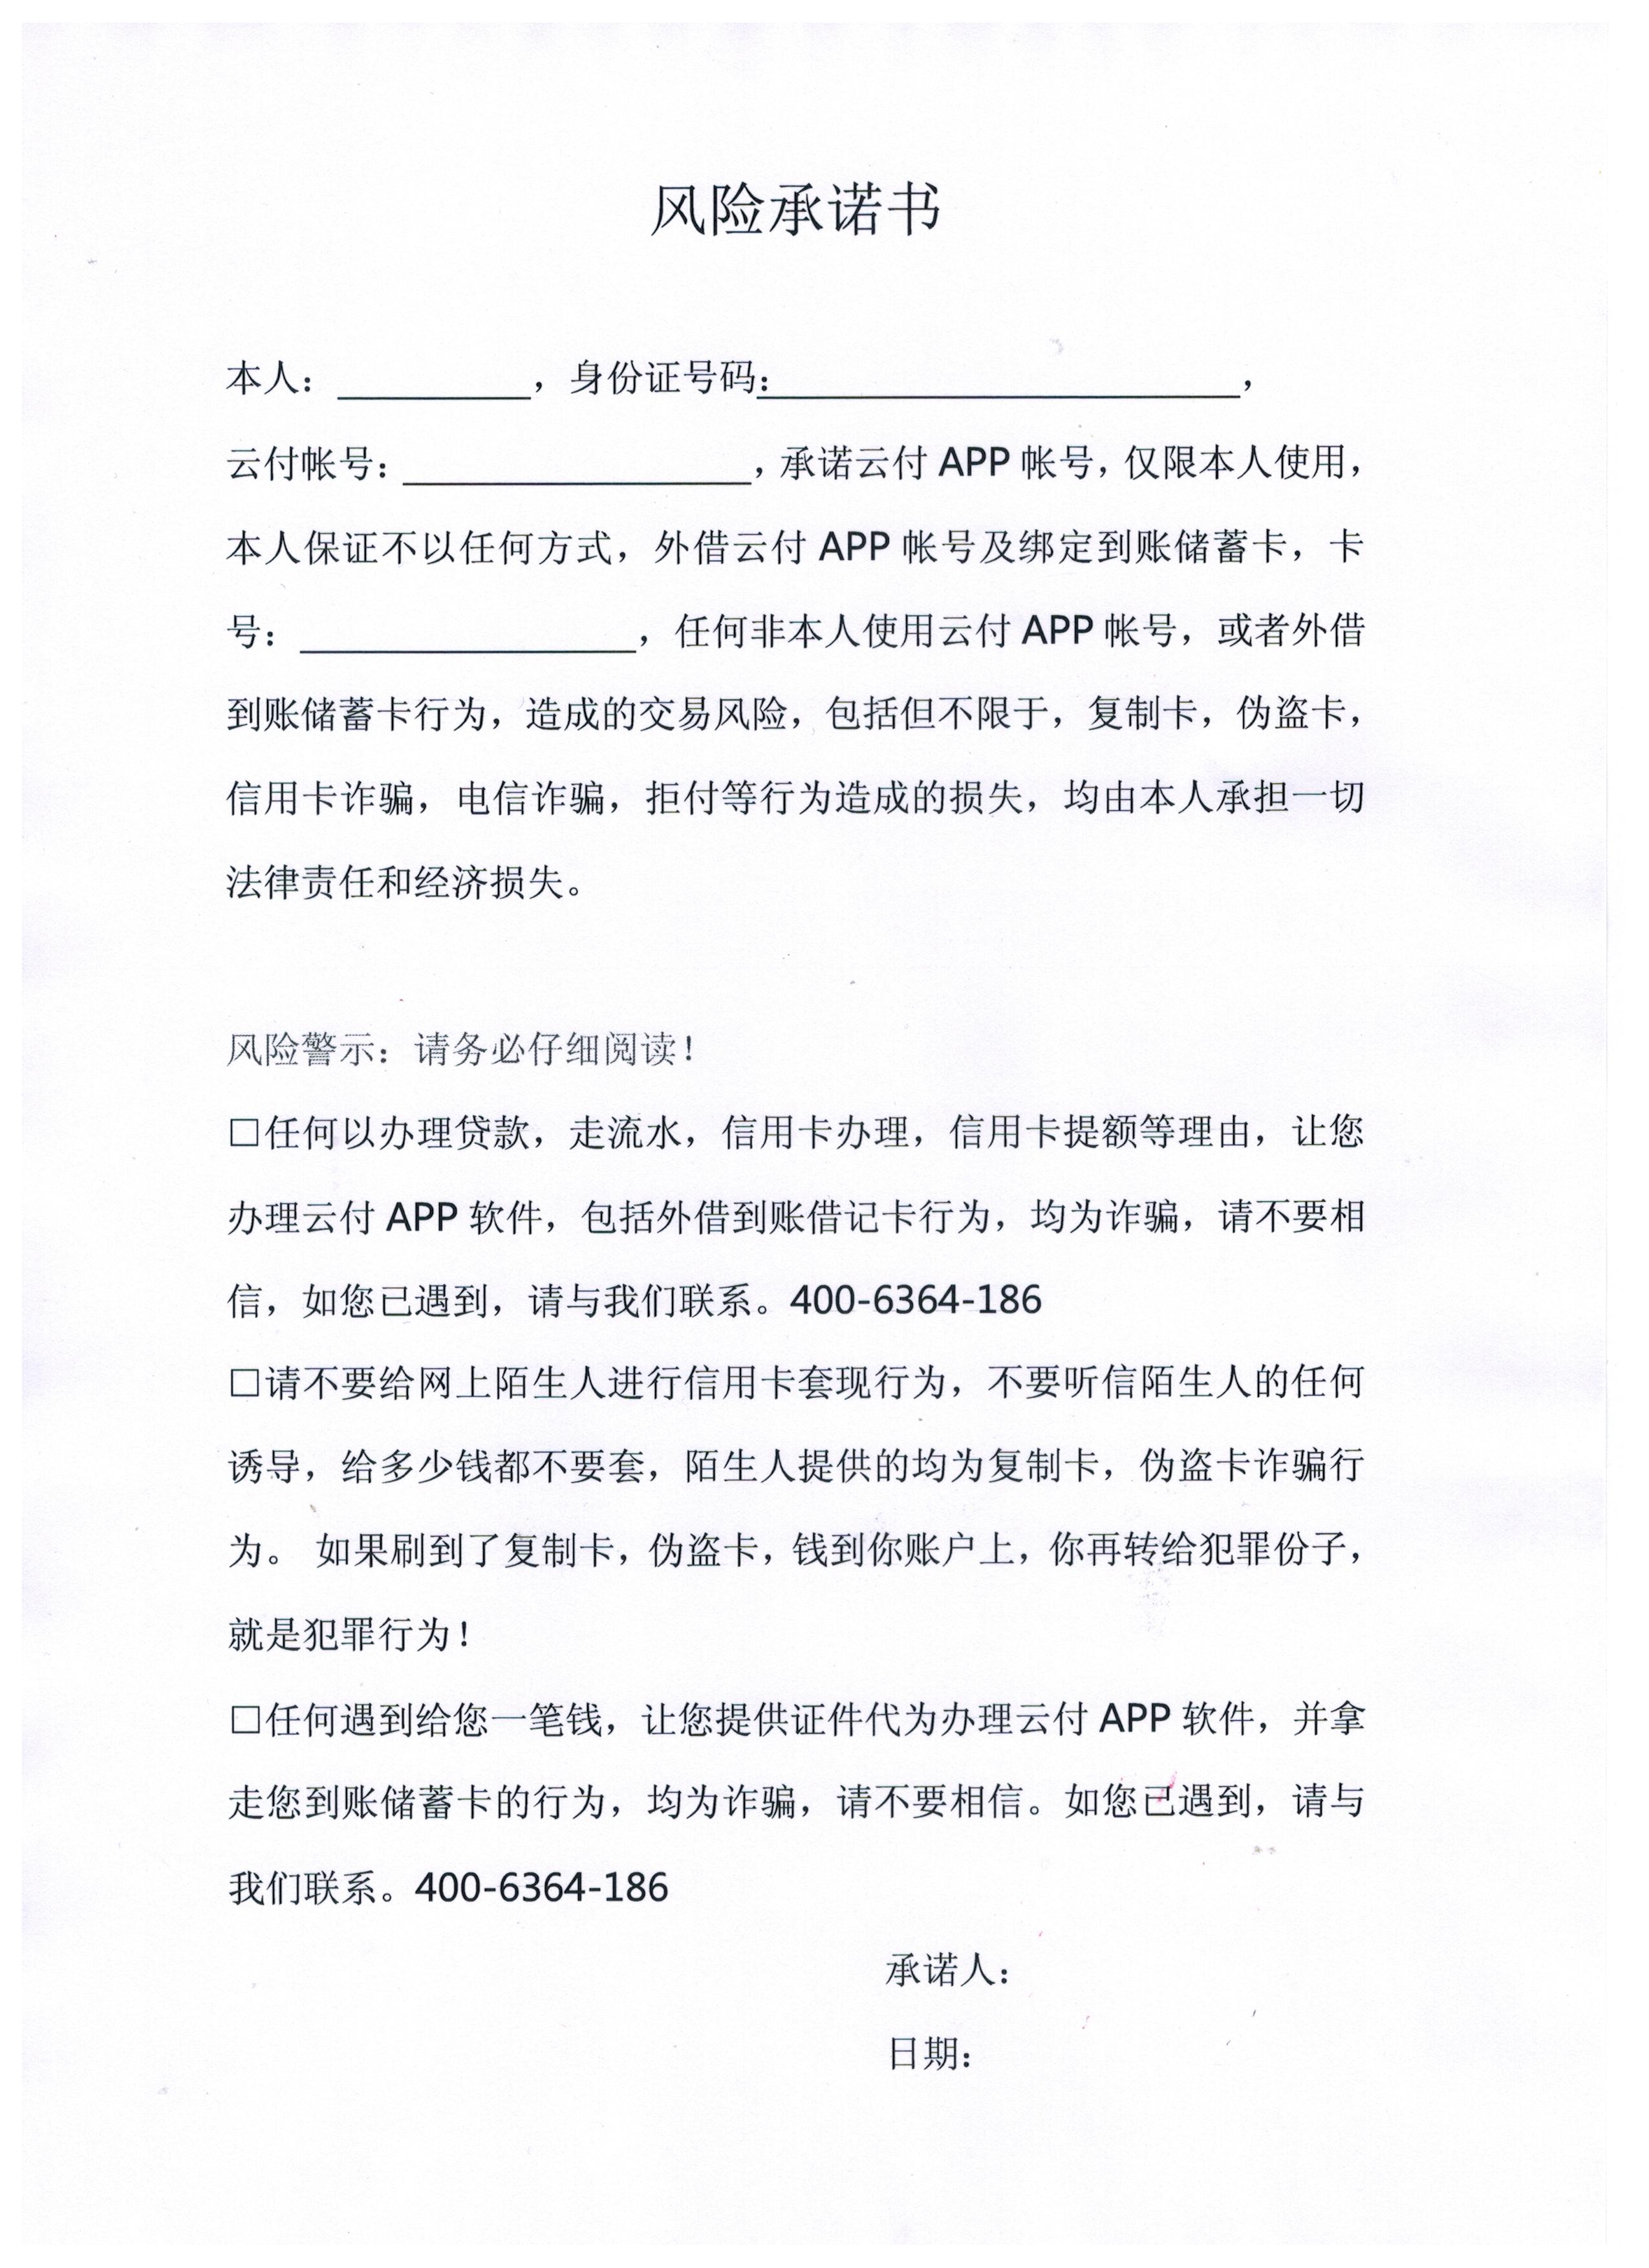 风险承诺书
本人：__________，身份证号码：_________________________，
云付帐号：__________________，承诺云付 APP 帐号，仅限本人使用，
本人保证不以任何方式，外借云付 APP 帐号及绑定到账储蓄卡，卡
号：_________________，任何非本人使用云付 APP 帐号，或者外借
到账储蓄卡行为，造成的交易风险，包括但不限于，复制卡，伪盗卡，
信用卡诈骗，电信诈骗，拒付等行为造成的损失，均由本人承担一切
法律责任和经济损失。
风险警示：请务必仔细阅读！
□任何以办理贷款，走流水，信用卡办理，信用卡提额等理由，让您
办理云付 APP 软件，包括外借到账借记卡行为，均为诈骗，请不要相
信，如您已遇到，请与我们联系。400-6364-186
□请不要给网上陌生人进行信用卡套现行为，不要听信陌生人的任何
诱导，给多少钱都不要套，陌生人提供的均为复制卡，伪盗卡诈骗行
为。 如果刷到了复制卡，伪盗卡，钱到你账户上，你再转给犯罪份子，
就是犯罪行为！
□任何遇到给您一笔钱，让您提供证件代为办理云付 APP 软件，并拿
走您到账储蓄卡的行为，均为诈骗，请不要相信。如您已遇到，请与
我们联系。400-6364-186
承诺人：
日期：